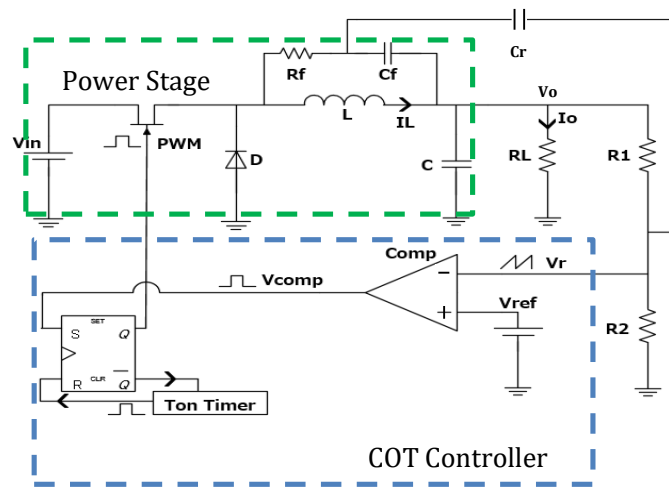 Cr
Power Stage
Rf
Cf
Vo
L
IL
Io
Vin
PWM
D
C
RL
R1
Comp
Vr
Vcomp
−
Vref
+
R2
S
SET
Q
R
CLR
Q
Ton Timer
COT Controller